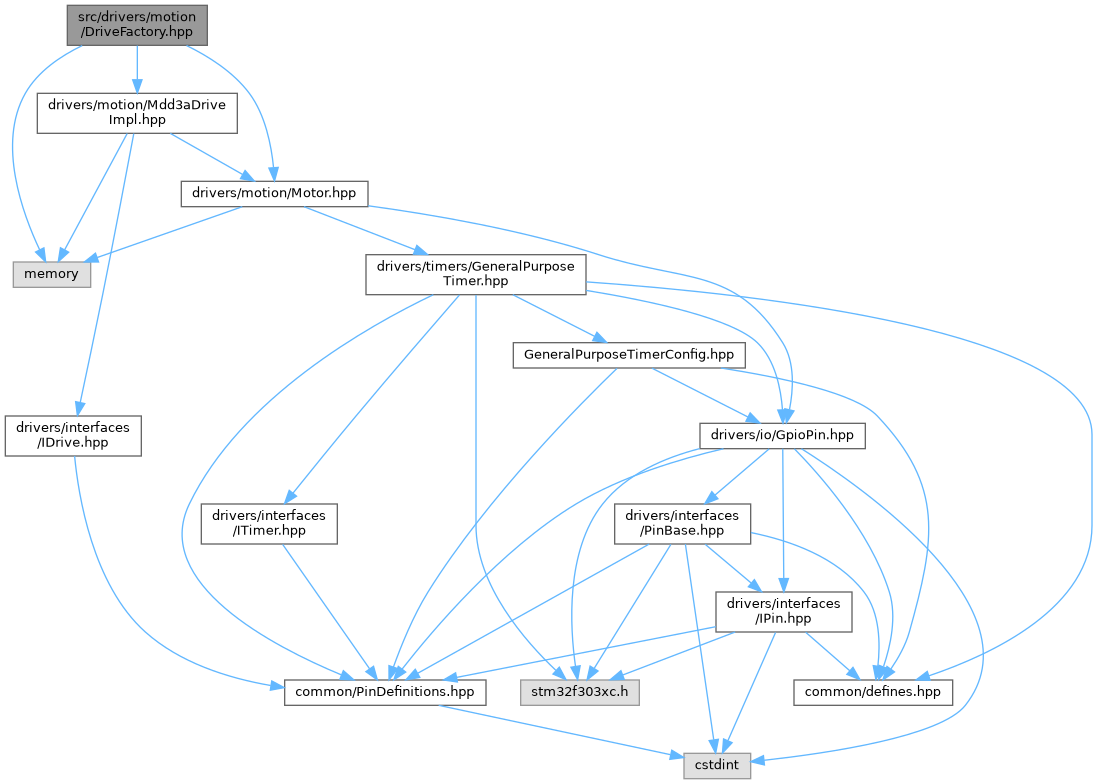 src/drivers/motion
/DriveFactory.hpp
drivers/motion/Mdd3aDrive
Impl.hpp
drivers/motion/Motor.hpp
memory
drivers/timers/GeneralPurpose
Timer.hpp
GeneralPurposeTimerConfig.hpp
drivers/interfaces
/IDrive.hpp
drivers/io/GpioPin.hpp
drivers/interfaces
/ITimer.hpp
drivers/interfaces
/PinBase.hpp
drivers/interfaces
/IPin.hpp
common/PinDefinitions.hpp
stm32f303xc.h
common/defines.hpp
cstdint